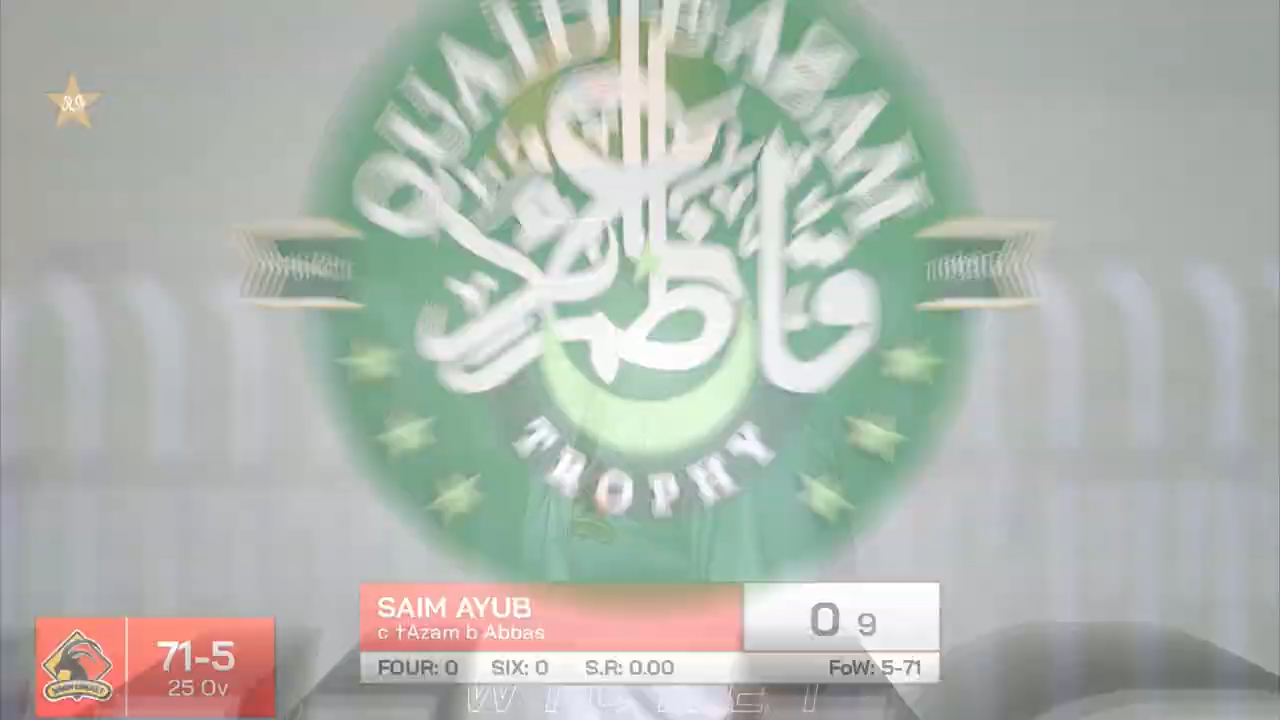 QUAID E AZAM
TROPHY
SAIM AYUB
c †Azam b Abbas
0 9
FOUR: 0 SIX: 0 S.R: 0.00 FoW: 5-71
71-5
25 Ov
WICKET